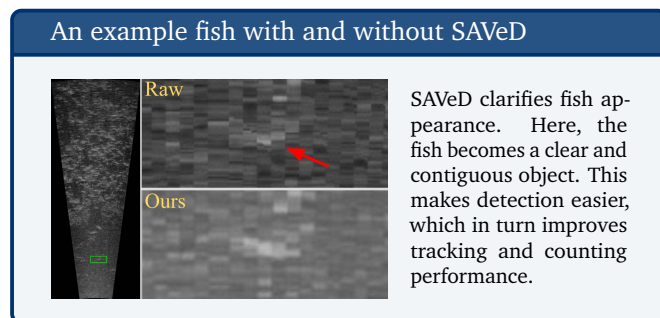 An example fish with and without SAVeD
Raw
Ours
SAVeD clarifies fish ap-
pearance. Here, the
fish becomes a clear and
contiguous object. This
makes detection easier,
which in turn improves
tracking and counting
performance.